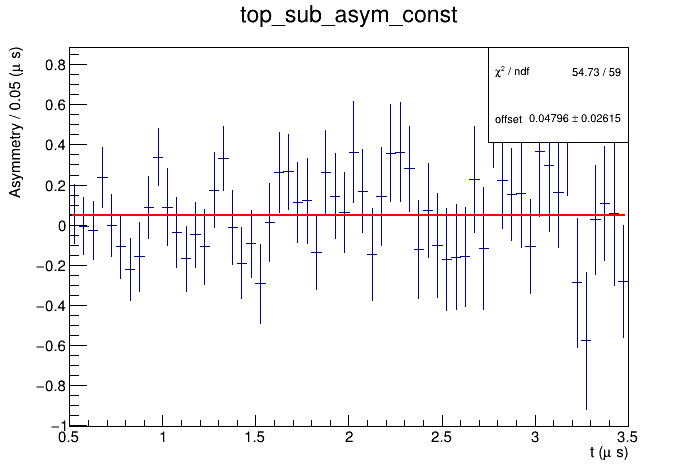 top_sub_asym_const
Asymmetry / 0.05 (μ s)
χ² / ndf 54.73 / 59
offset 0.04796 ± 0.02615
0.8
0.6
0.4
0.2
0
−0.2
−0.4
−0.6
−0.8
−1
0.5 1 1.5 2 2.5 3 3.5
t (μ s)